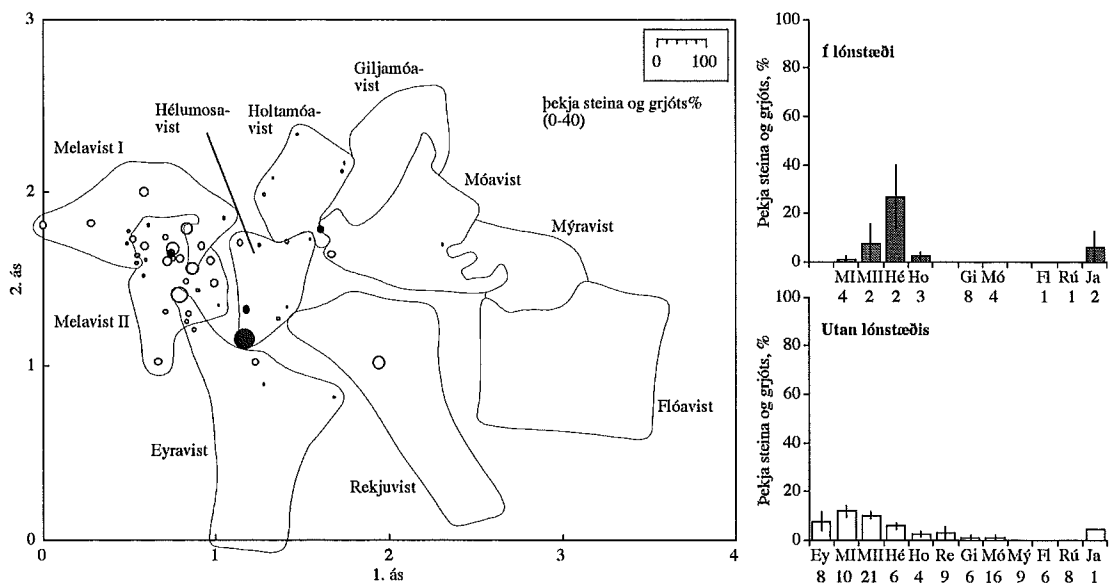 3
2
1
0
2. ás
0
1
2
3
4
1. ás
0 100
þekja steina og grjóts%
(0-40)
Giljamóa-
vist
Hélumosa-
vist
Holtamóa-
vist
Melavist I
Móavist
Mýravist
Melavist II
Flóavist
Eyravist
Rekjuvist
Í lónstæði
Þekja steina og grjóts, %
100
80
60
40
20
0
MI MII Hé Ho Gi Mó Fl Rú Ja
4 2 2 3 8 4 1 1 2
Utan lónstæðis
Þekja steina og grjóts, %
100
80
60
40
20
0
Ey MI MII Hé Ho Re Gi Mó Mý Fl Rú Ja
8 10 21 6 4 9 6 16 9 6 8 1